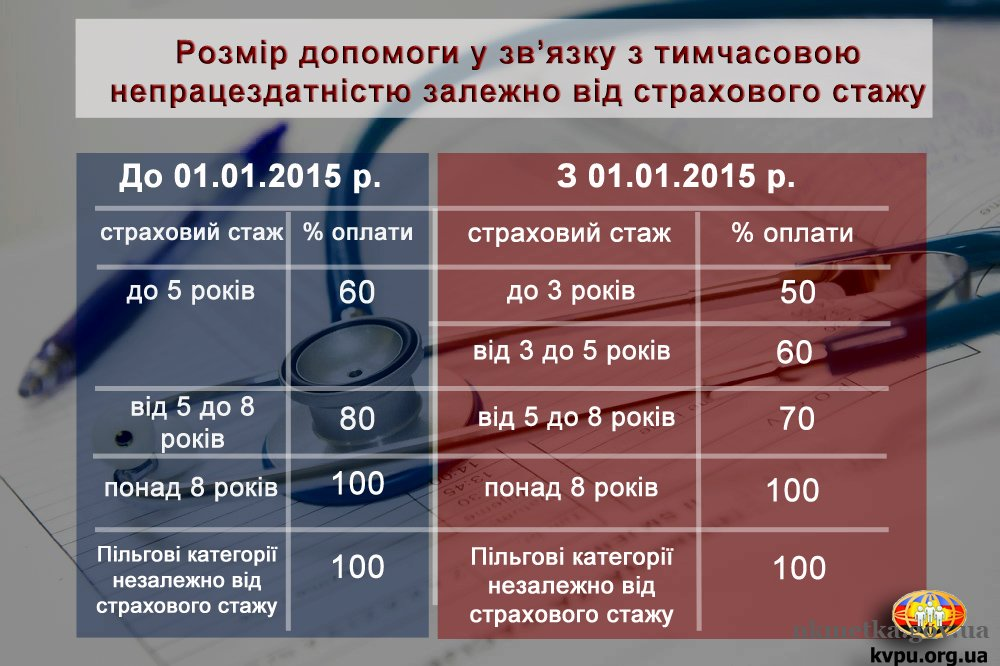 Розмір допомоги у зв’язку з тимчасовою
непрацездатністю залежно від страхового стажу
До 01.01.2015 р.
З 01.01.2015 р.
страховий стаж % оплати
страховий стаж % оплати
до 5 років 60
до 3 років 50
від 3 до 5 років 60
від 5 до 8
років
80
від 5 до 8 років 70
понад 8 років 100
понад 8 років 100
Пільгові категорії
незалежно від
страхового стажу
100
Пільгові категорії
незалежно від
страхового стажу
100
kvpu.org.ua